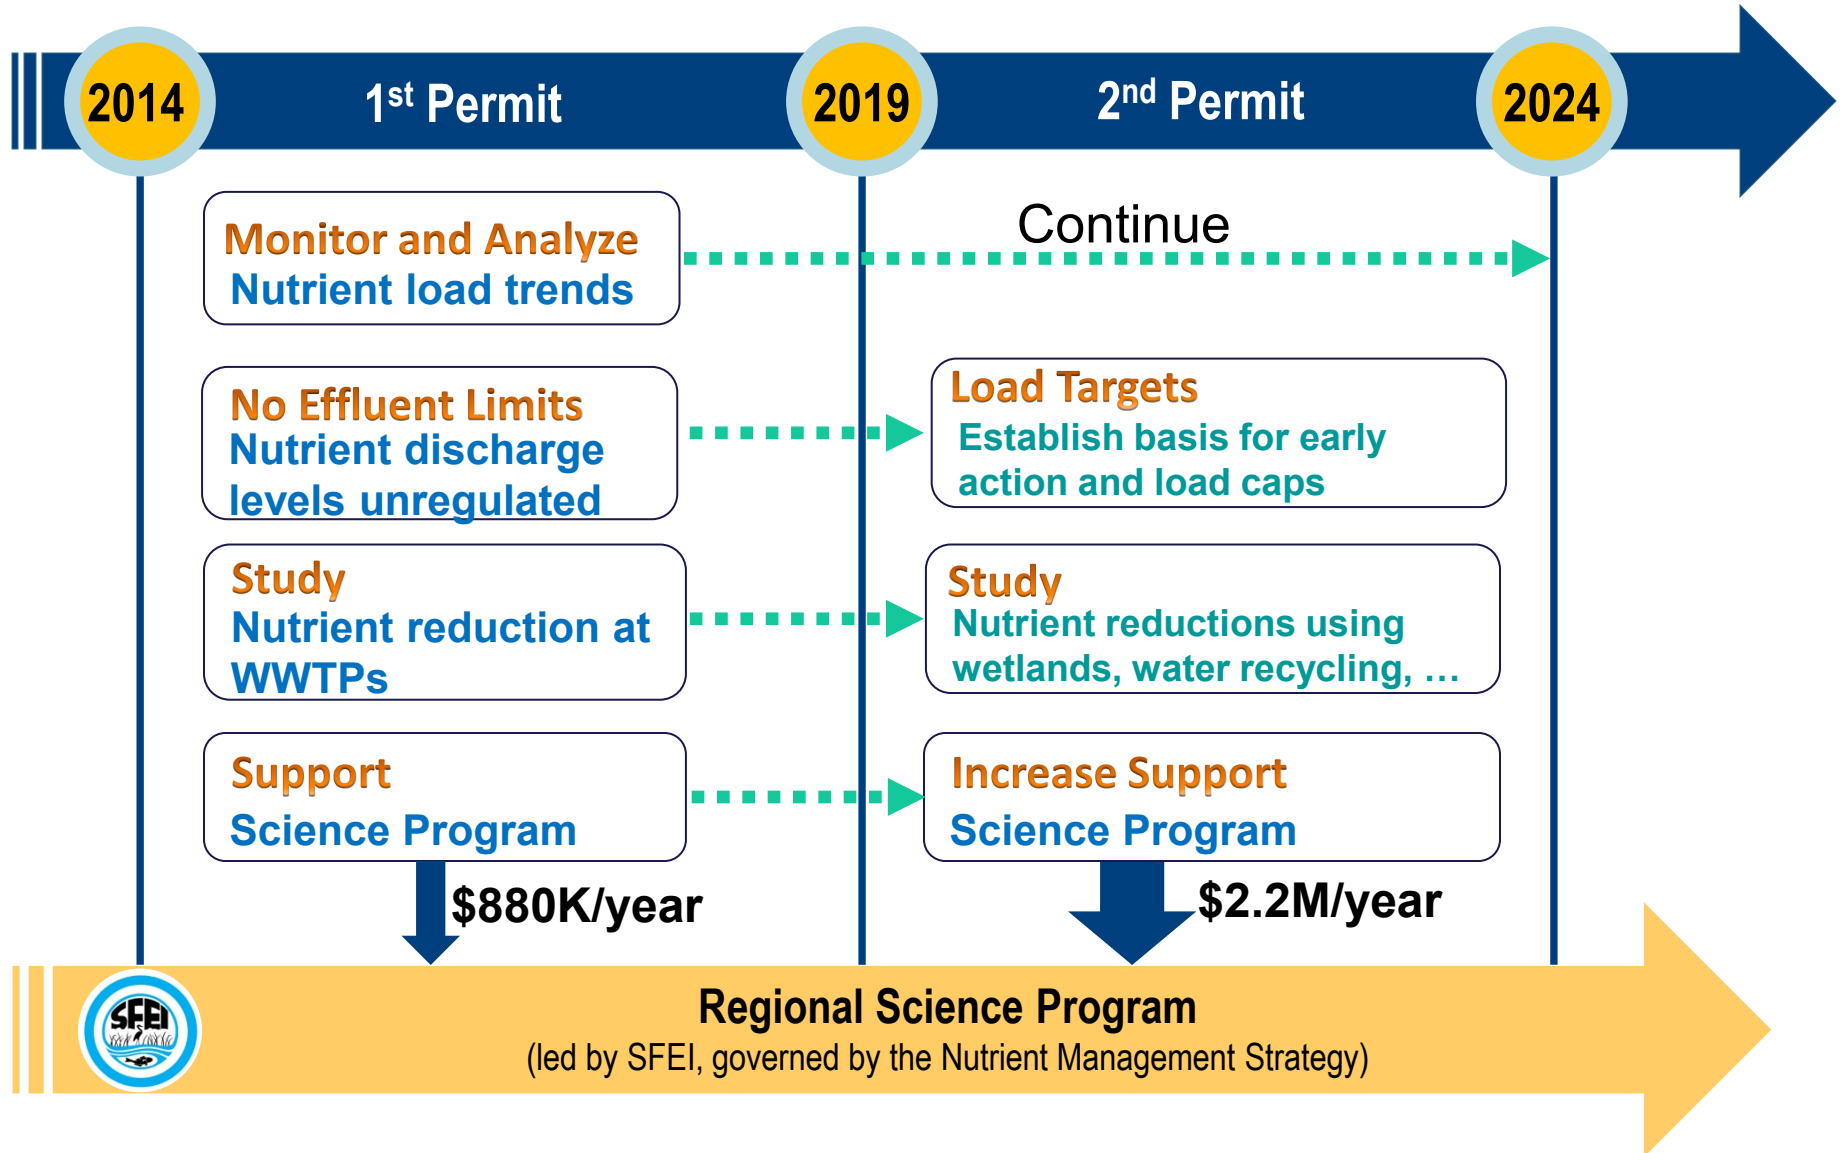 2014
1st Permit
2019
2nd Permit
2024
Monitor and Analyze
Nutrient load trends
Continue
No Effluent Limits
Nutrient discharge
levels unregulated
Load Targets
Establish basis for early
action and load caps
Study
Nutrient reduction at
WWTPs
Study
Nutrient reductions using
wetlands, water recycling, …
Support
Science Program
Increase Support
Science Program
$880K/year
$2.2M/year
SFEI
Regional Science Program
(led by SFEI, governed by the Nutrient Management Strategy)